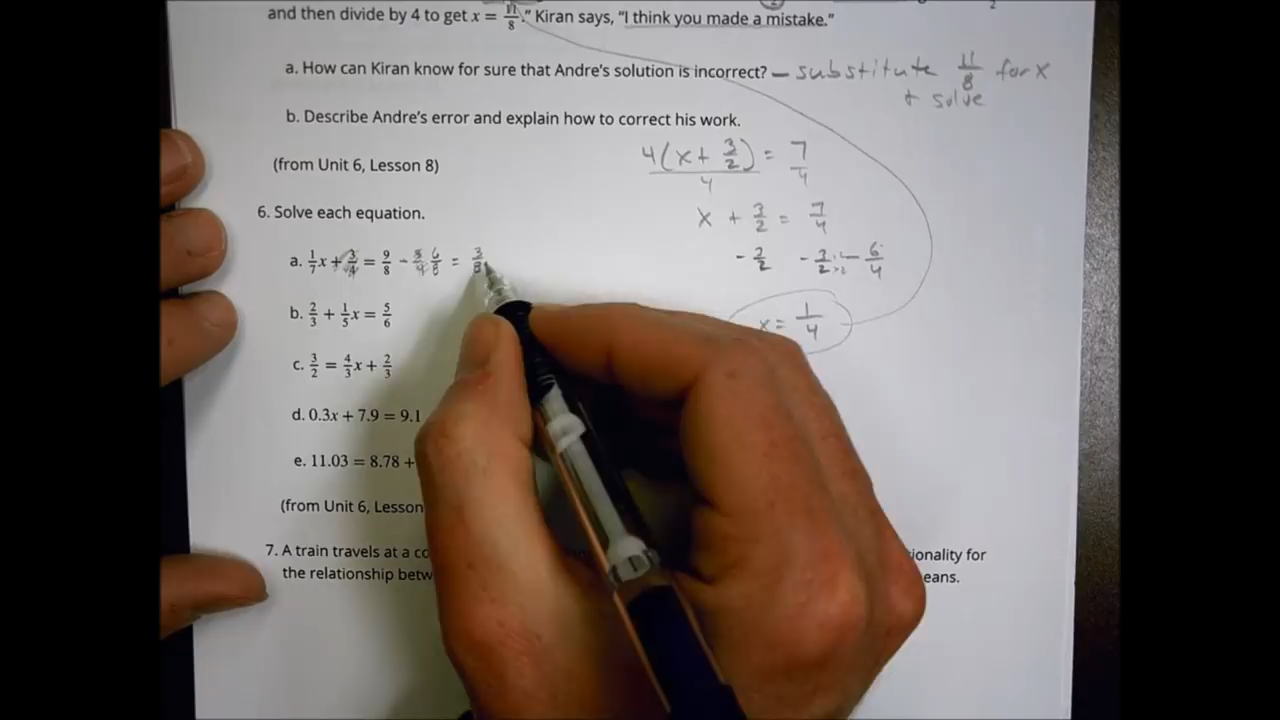 and then divide by 4 to get x = 11/8." Kiran says, "I think you made a mistake."
a. How can Kiran know for sure that Andre's solution is incorrect? – substitute 11/8 for x
+ solve
b. Describe Andre's error and explain how to correct his work.
4(x + 3/2)/4 = 7/4
(from Unit 6, Lesson 8)
x + 3/2 = 7/4
6. Solve each equation.
a. 1/7x + 3/4 = 9/8 - 3/4 6/8 = 3/8
- 3/2 - 3/2 ·2 ×2 – 6/4
b. 2/3 + 1/5x = 5/6
x = 1/4
c. 3/2 = 4/3x + 2/3
d. 0.3x + 7.9 = 9.1
e. 11.03 = 8.78 +
(from Unit 6, Lesson
7. A train travels at a
the relationship